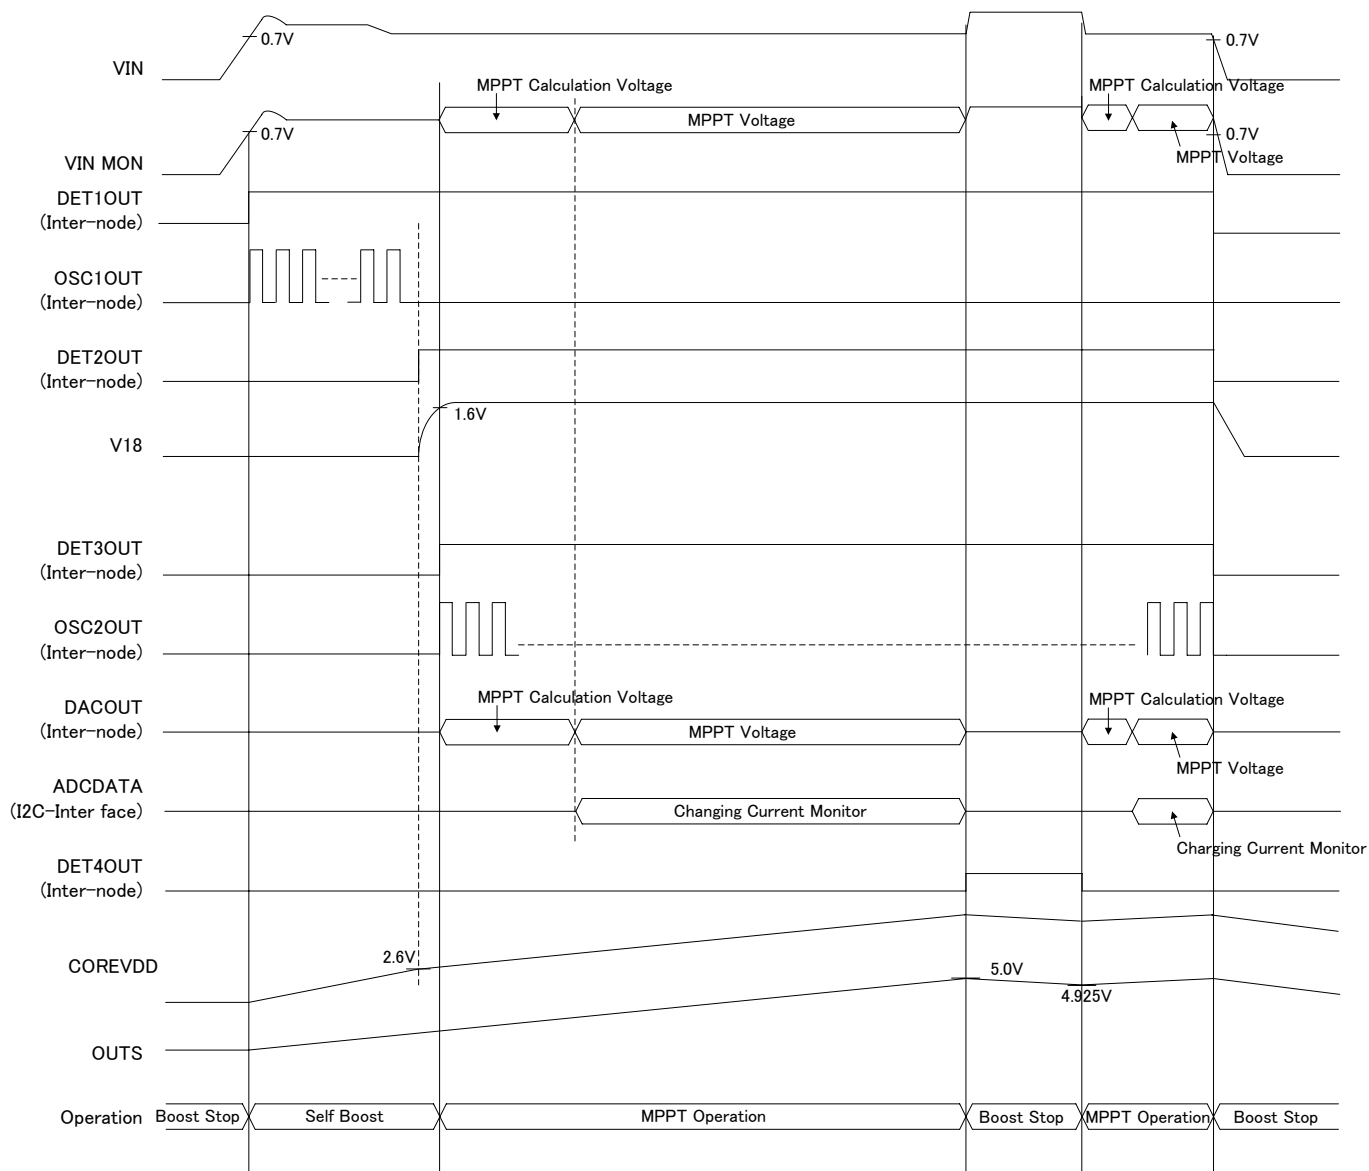 0.7V
0.7V
VIN
MPPT Calculation Voltage
MPPT Calculation Voltage
0.7V
MPPT Voltage
0.7V
VIN MON
MPPT Voltage
DET1OUT
(Inter-node)
OSC1OUT
(Inter-node)
DET2OUT
(Inter-node)
1.6V
V18
DET3OUT
(Inter-node)
OSC2OUT
(Inter-node)
MPPT Calculation Voltage
MPPT Calculation Voltage
DACOUT
(Inter-node)
MPPT Voltage
MPPT Voltage
ADCDATA
(I2C-Inter face)
Changing Current Monitor
Charging Current Monitor
DET4OUT
(Inter-node)
2.6V
COREVDD
5.0V
4.925V
OUTS
Operation
Boost Stop
Self Boost
MPPT Operation
Boost Stop
MPPT Operation
Boost Stop